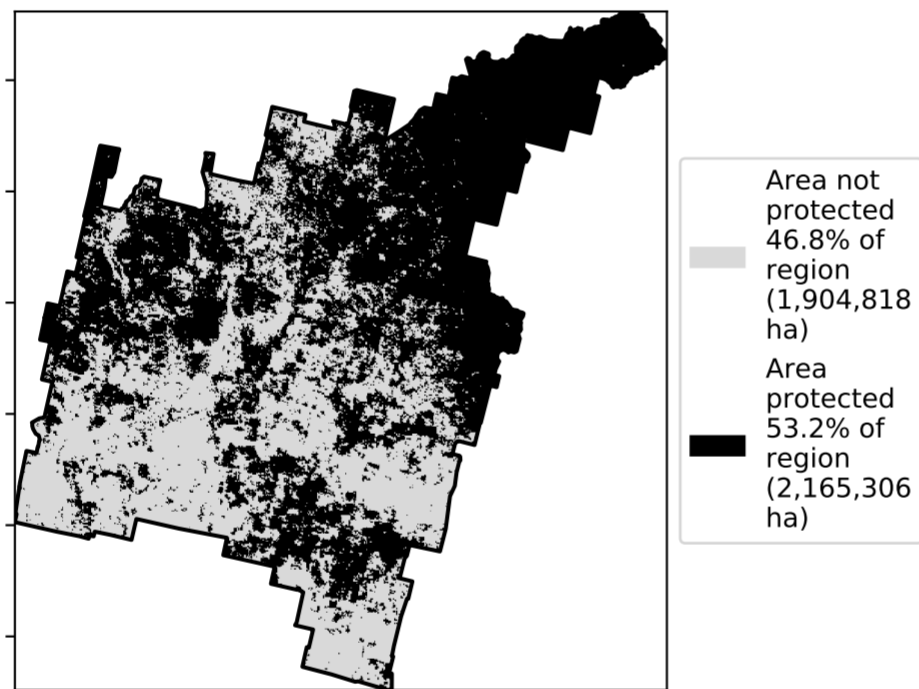 Area not
protected
46.8% of
region
(1,904,818
ha)
Area
protected
53.2% of
region
(2,165,306
ha)